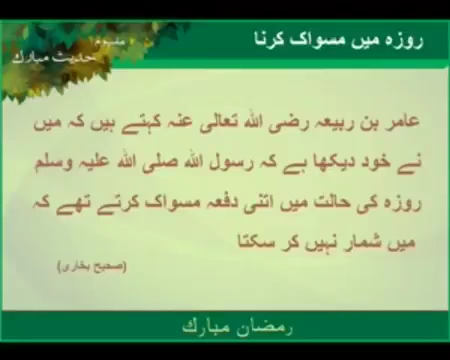 روزہ میں مسواک کرنا
حدیث مبارک
عامر بن ربیعہ رضی اللہ تعالی عنہ کہتے ہیں کہ میں
نے خود دیکھا ہے کہ رسول اللہ صلی اللہ علیہ وسلم
روزہ کی حالت میں اتنی دفعہ مسواک کرتے تھے کہ
میں شمار نہیں کر سکتا
(صحیح بخاری)
رمضان مبارك